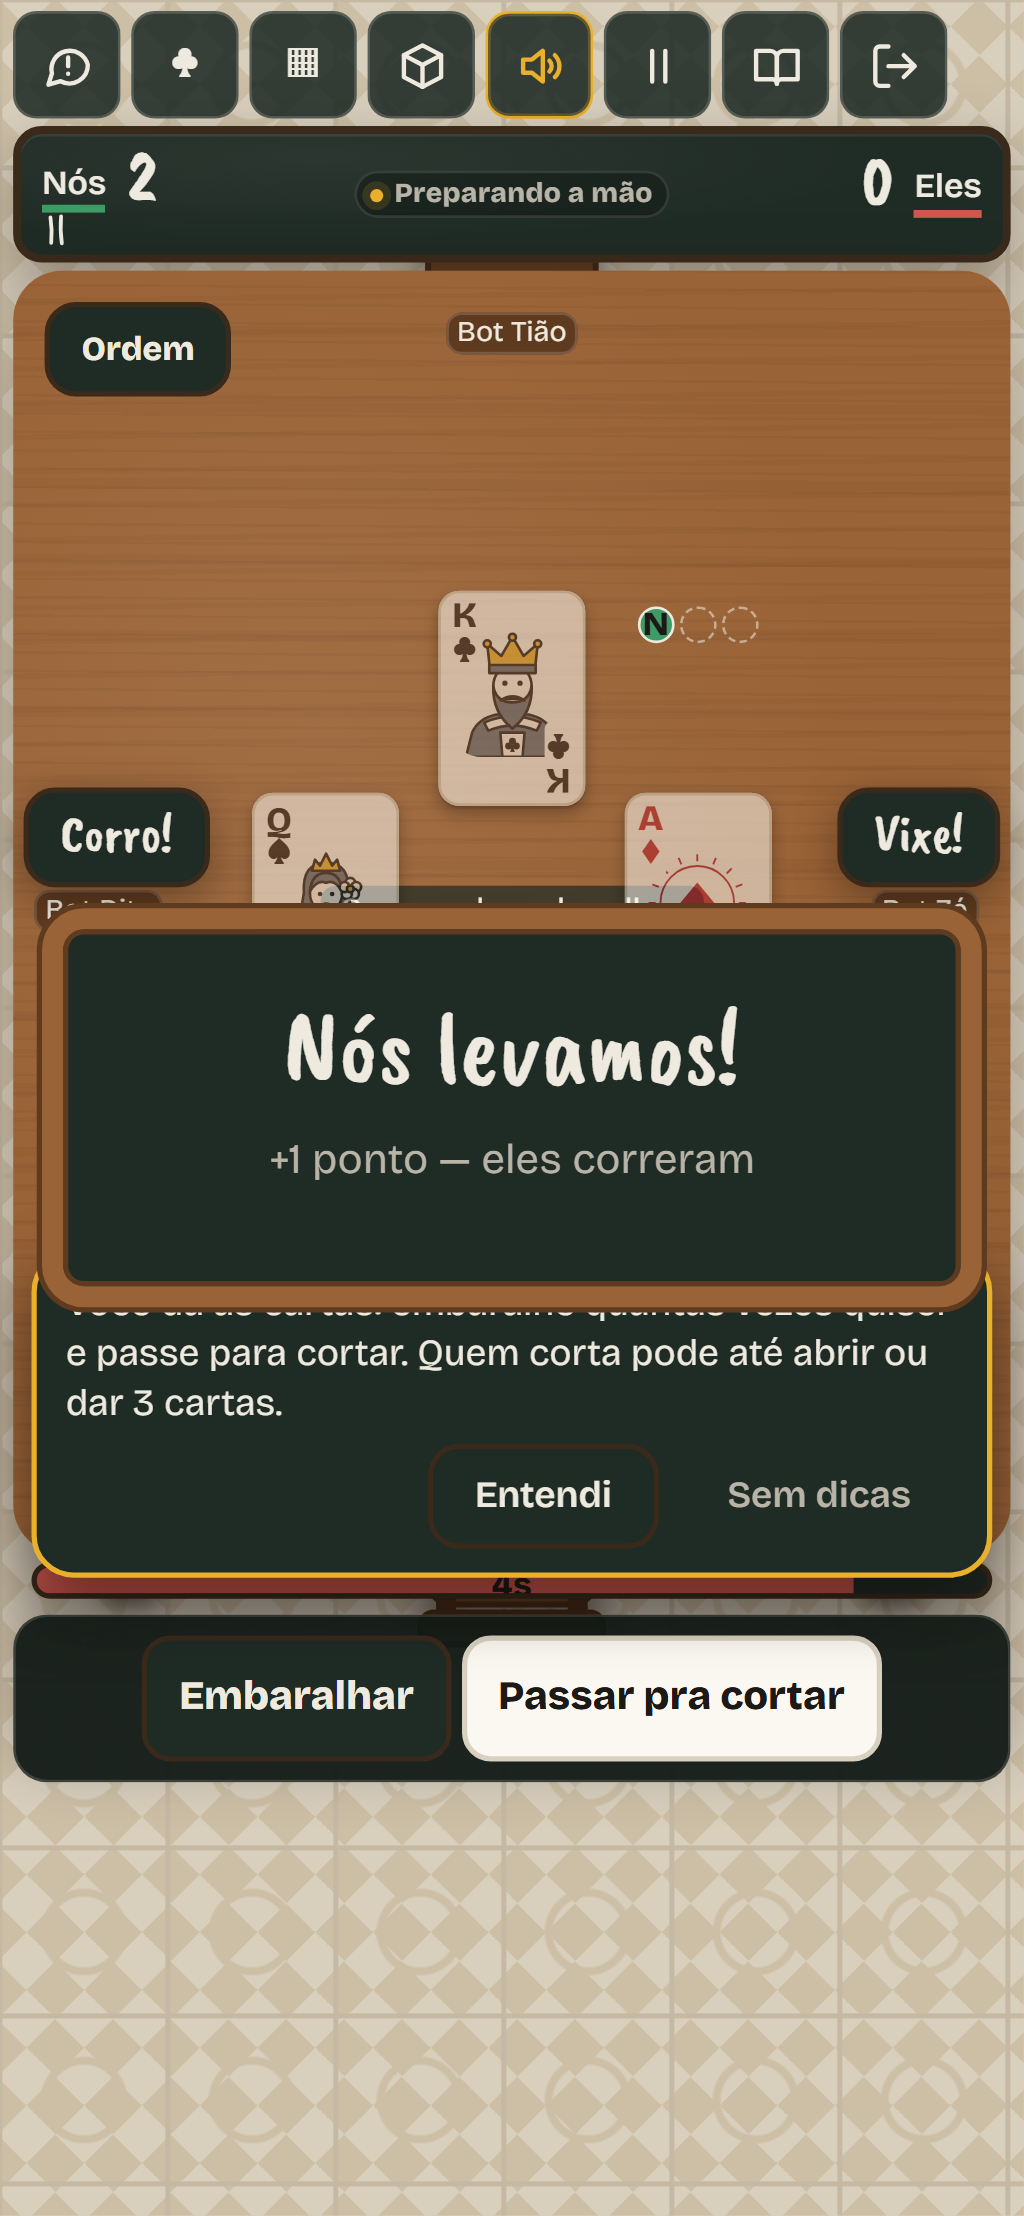 Nós 2
Preparando a mão
0 Eles
Ordem
Bot Tião
K
N
K
Corro!
Q
A
Vixe!
Nós levamos!
+1 ponto — eles correram
e passe para cortar. Quem corta pode até abrir ou
dar 3 cartas.
Entendi
Sem dicas
4s
Embaralhar
Passar pra cortar